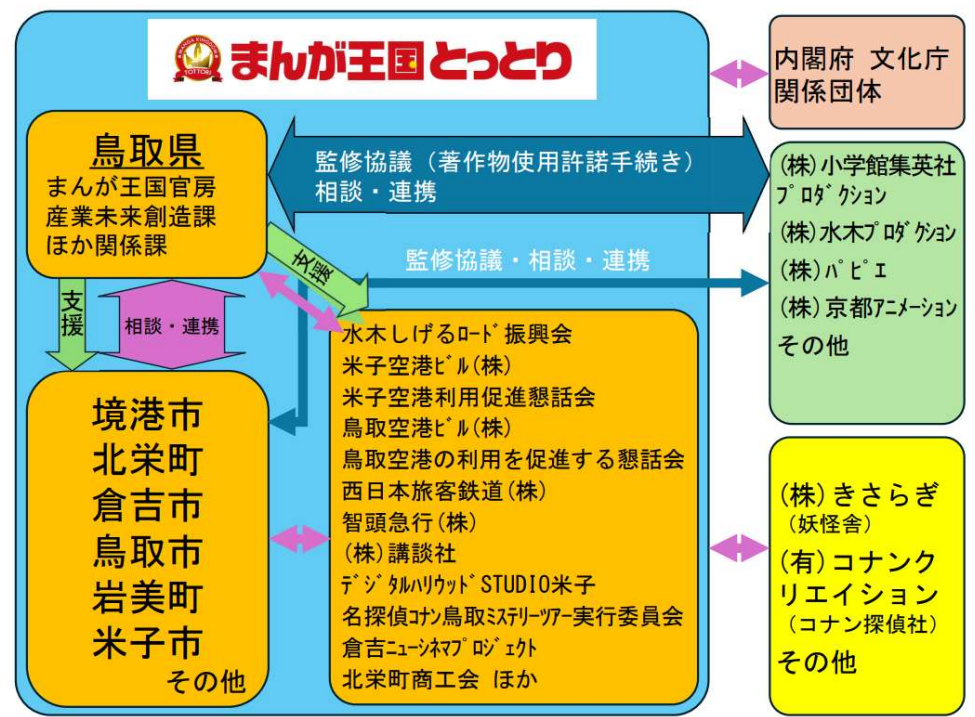 MANGA KINGDOM
TOTTORI
まんが王国とっとり
内閣府 文化庁
関係団体
鳥取県
まんが王国官房
産業未来創造課
ほか関係課
監修協議（著作物使用許諾手続き）
相談・連携
(株)小学館集英社
ﾌﾟﾛﾀﾞｸｼｮﾝ
(株)水木ﾌﾟﾛﾀﾞｸｼｮﾝ
(株)ﾊﾟﾋﾟｴ
(株)京都ｱﾆﾒｰｼｮﾝ
その他
支援
監修協議・相談・連携
支援
相談・連携
境港市
北栄町
倉吉市
鳥取市
岩美町
米子市
その他
水木しげるﾛｰﾄﾞ振興会
米子空港ﾋﾞﾙ(株)
米子空港利用促進懇話会
鳥取空港ﾋﾞﾙ(株)
鳥取空港の利用を促進する懇話会
西日本旅客鉄道(株)
智頭急行(株)
(株)講談社
ﾃﾞｼﾞﾀﾙﾊﾘｳｯﾄﾞSTUDIO米子
名探偵ｺﾅﾝ鳥取ﾐｽﾃﾘｰﾂｱｰ実行委員会
倉吉ﾆｭｰｼﾈﾏﾌﾟﾛｼﾞｪｸﾄ
北栄町商工会 ほか
(株)きさらぎ
（妖怪舎）
(有)コナンク
リエイション
（コナン探偵社）
その他